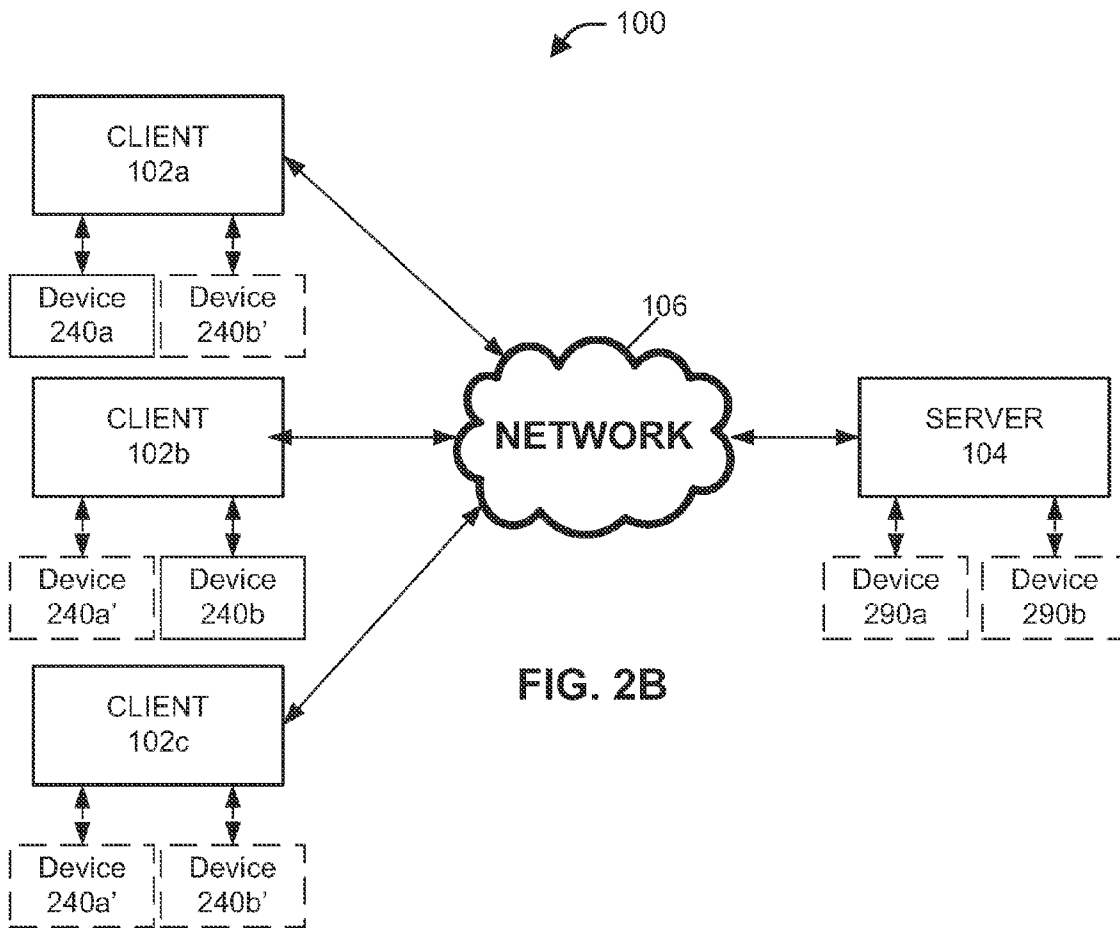 100
CLIENT
102a
Device
240a
Device
240b’
106
CLIENT
102b
NETWORK
SERVER
104
Device
240a’
Device
240b
Device
290a
Device
290b
CLIENT
102c
FIG. 2B
Device
240a’
Device
240b’